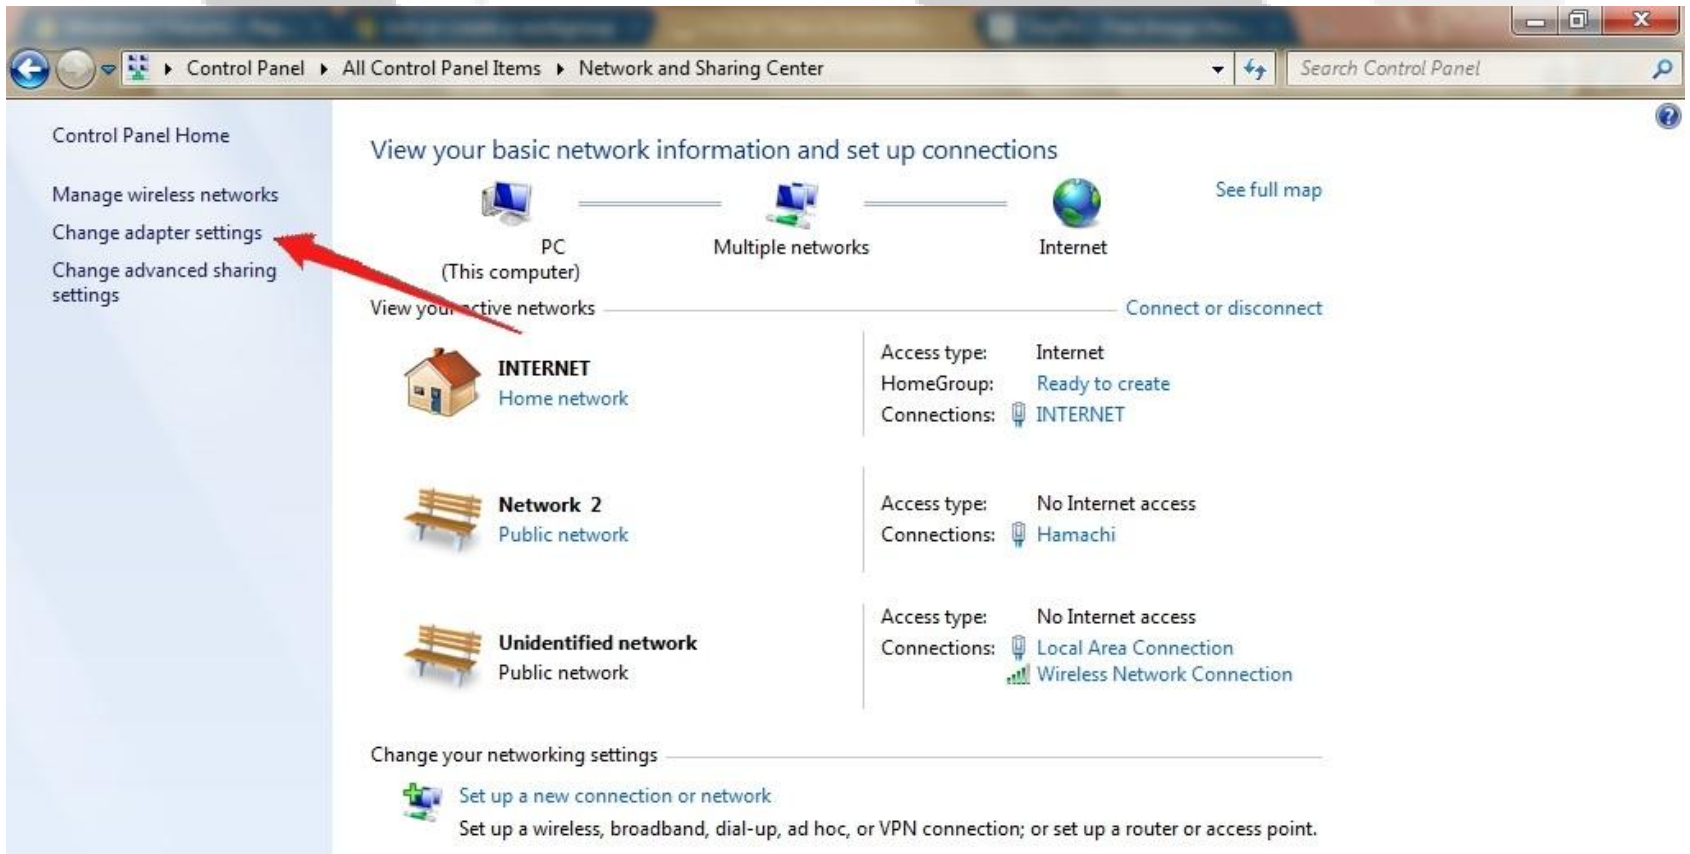 Control Panel
All Control Panel Items
Network and Sharing Center
Search Control Panel
Control Panel Home
Manage wireless networks
Change adapter settings
Change advanced sharing
settings
View your basic network information and set up connections
See full map
PC
(This computer)
Multiple networks
Internet
View your active networks
Connect or disconnect
INTERNET
Home network
Access type: Internet
HomeGroup: Ready to create
Connections: INTERNET
Network 2
Public network
Access type: No Internet access
Connections: Hamachi
Unidentified network
Public network
Access type: No Internet access
Connections: Local Area Connection
Wireless Network Connection
Change your networking settings
Set up a new connection or network
Set up a wireless, broadband, dial-up, ad hoc, or VPN connection; or set up a router or access point.